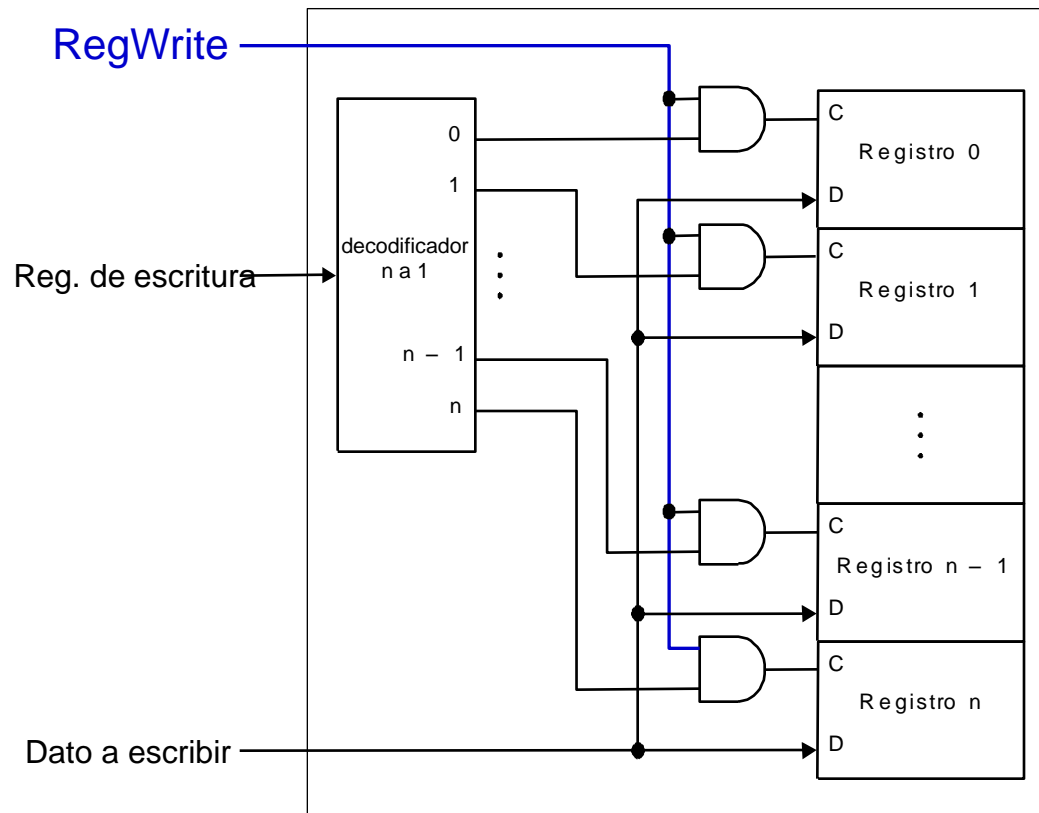 RegWrite
0
C
Registro 0
1
D
decodificador
n a 1
C
Reg. de escritura
Registro 1
D
n – 1
n
C
Registro n – 1
D
C
Registro n
Dato a escribir
D